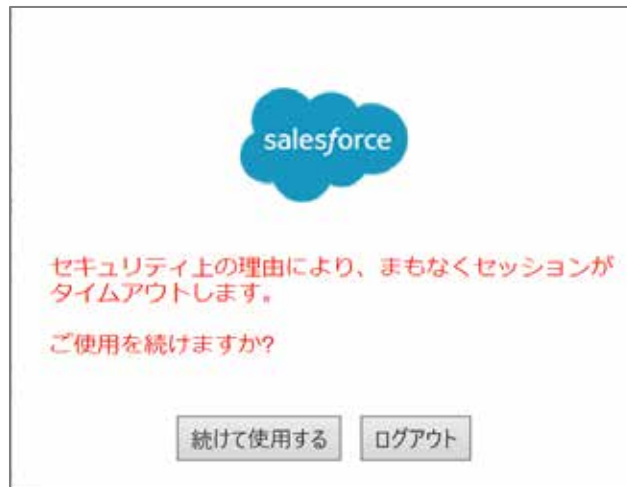 salesforce
セキュリティ上の理由により、まもなくセッションが
タイムアウトします。
ご使用を続けますか?
続けて使用する ログアウト